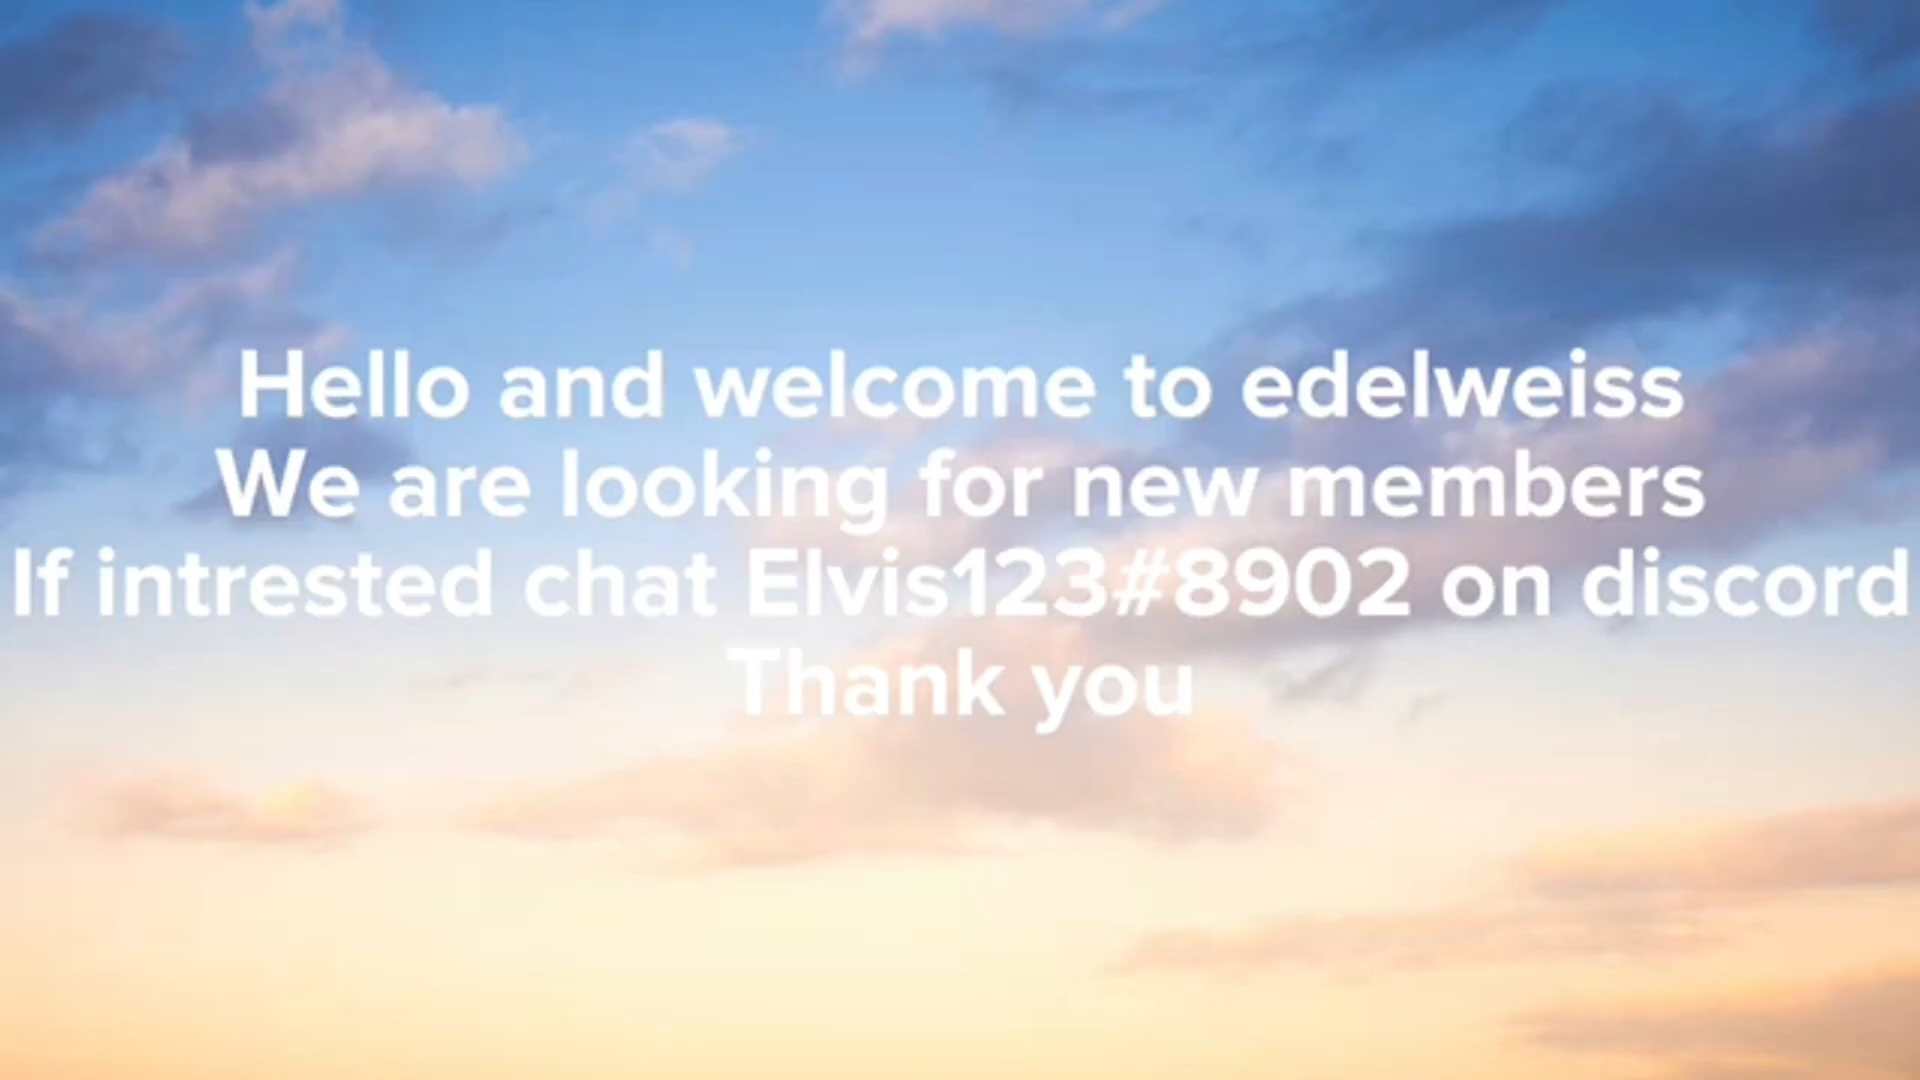 Hello and welcome to edelweiss
We are looking for new members
If intrested chat Elvis123#8902 on discord
Thank you